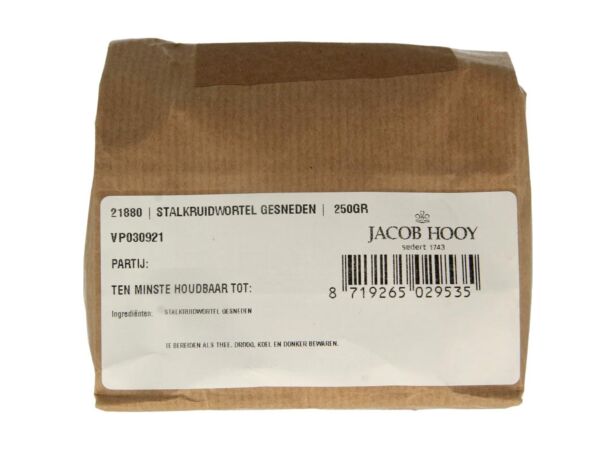 21880 | STALKRUIDWORTEL GESNEDEN | 250GR
VP030921
JACOB HOOY
sedert 1743
PARTIJ:
TEN MINSTE HOUDBAAR TOT:
8 719265 029535
Ingrediënten: STALKRUIDWORTEL GESNEDEN
TE BEREIDEN ALS THEE. DROOG, KOEL EN DONKER BEWAREN.